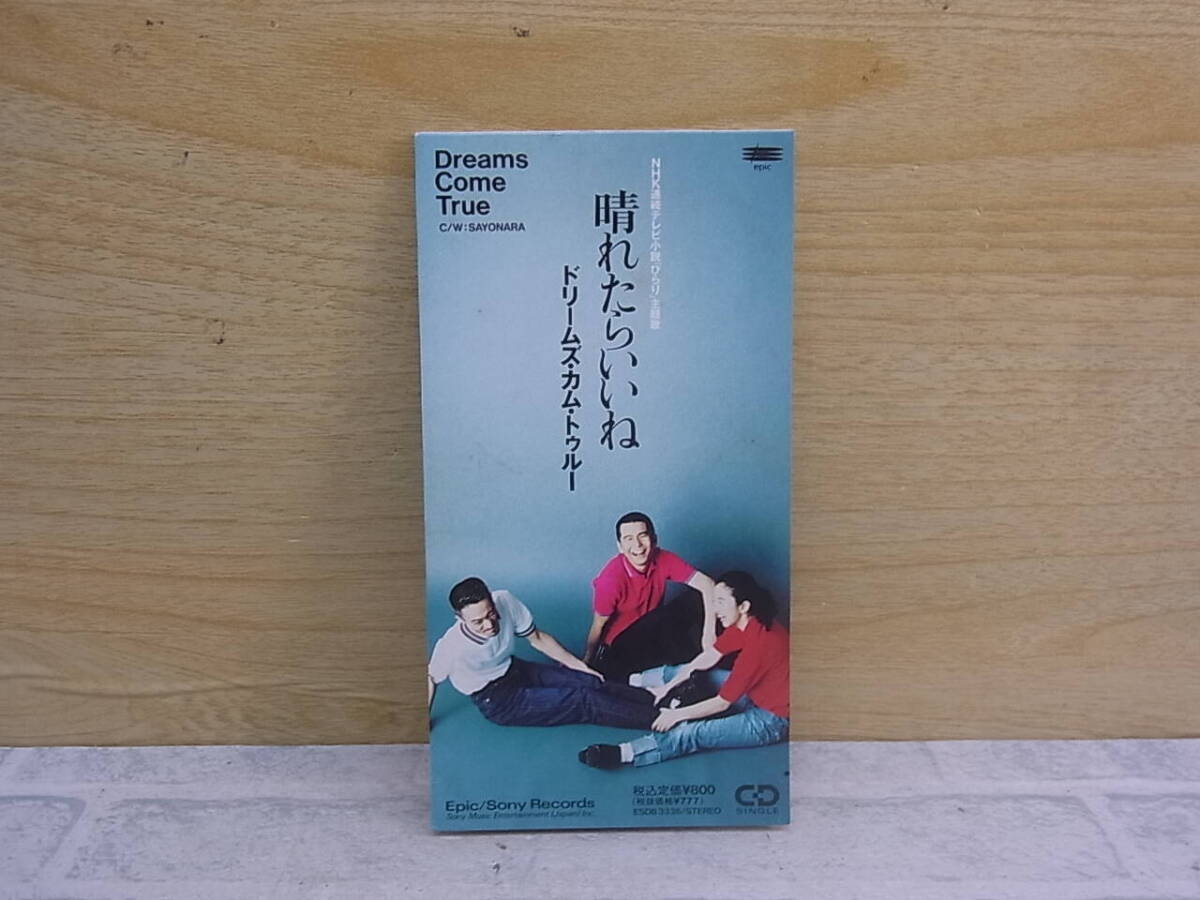 Dreams
Come
True
C/W:SAYONARA
epic
NHK連続テレビ小説「ひらり」主題歌
晴れたらいいね
ドリームズ・カム・トゥルー
Epic/Sony Records
Sony Music Entertainment (Japan) Inc.
税込定価¥800
(税抜価格¥777)
ESDB 3336/STEREO
CD
SINGLE